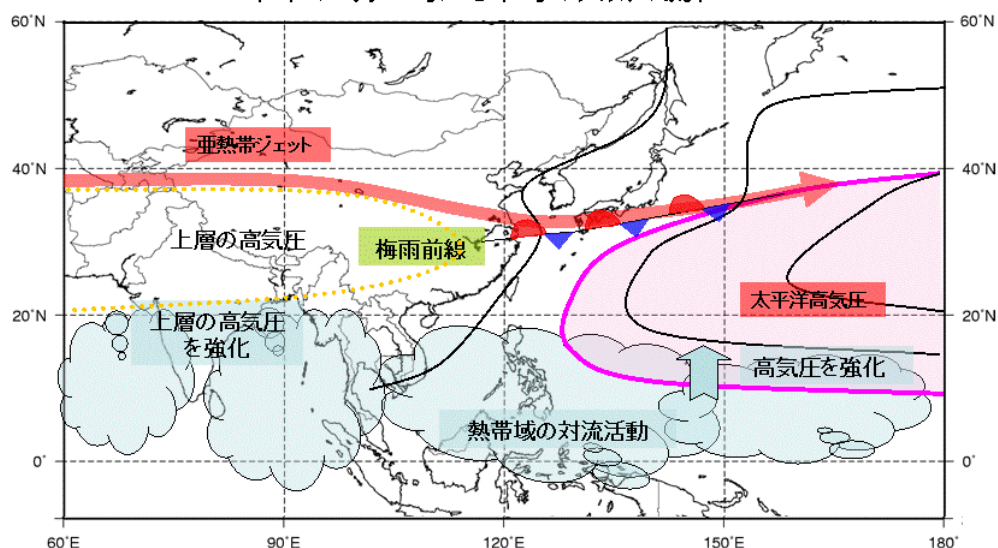 60°N
60°N
亜熱帯ジェット
40°N
40°N
上層の高気圧
梅雨前線
太平洋高気圧
20°N
20°N
上層の高気圧
を強化
高気圧を強化
熱帯域の対流活動
0°
0°
60°E
90°E
120°E
150°E
180°